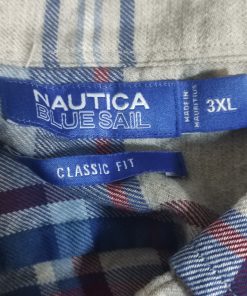 NAUTICA
BLUE SAIL
MADE IN
MAURITIUS
3XL
CLASSIC FIT